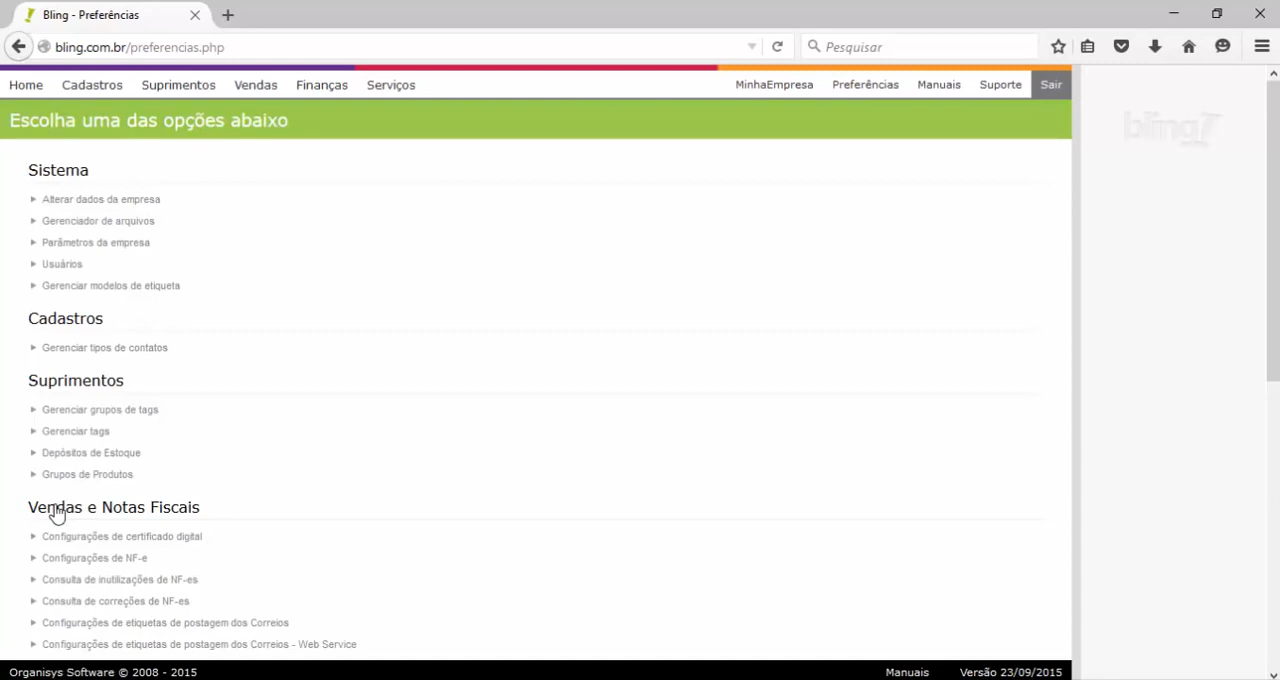 Bling - Preferências
bling.com.br/preferencias.php
Pesquisar
Home Cadastros Suprimentos Vendas Finanças Serviços MinhaEmpresa Preferências Manuais Suporte Sair
Escolha uma das opções abaixo
bling
Sistema
Alterar dados da empresa
Gerenciador de arquivos
Parâmetros da empresa
Usuários
Gerenciar modelos de etiqueta
Cadastros
Gerenciar tipos de contatos
Suprimentos
Gerenciar grupos de tags
Gerenciar tags
Depósitos de Estoque
Grupos de Produtos
Vendas e Notas Fiscais
Configurações de certificado digital
Configurações de NF-e
Consulta de inutilizações de NF-es
Consulta de correções de NF-es
Configurações de etiquetas de postagem dos Correios
Configurações de etiquetas de postagem dos Correios - Web Service
Organisys Software © 2008 - 2015 Manuais Versão 23/09/2015